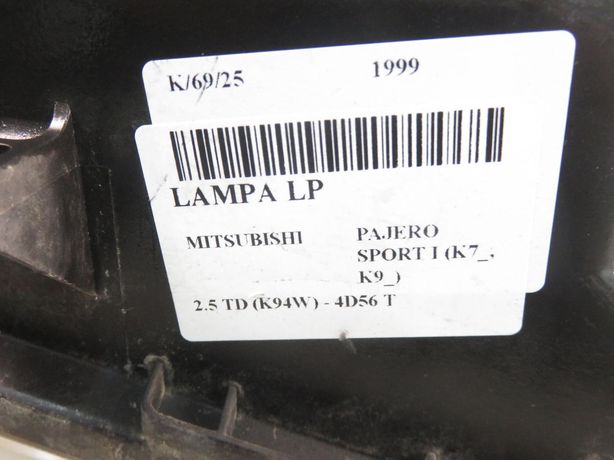 K/69/25 1999
LAMPA LP
MITSUBISHI PAJERO
SPORT I (K7_,
K9_)
2.5 TD (K94W) - 4D56 T